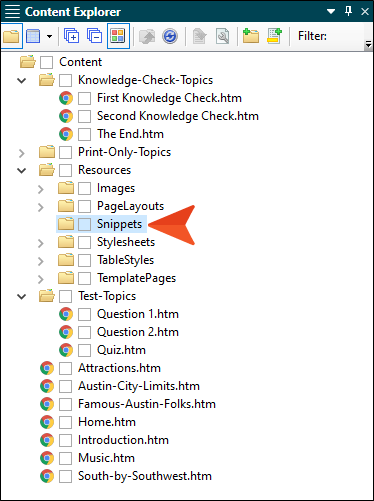 Content Explorer
Filter:
Content
Knowledge-Check-Topics
First Knowledge Check.htm
Second Knowledge Check.htm
The End.htm
Print-Only-Topics
Resources
Images
PageLayouts
Snippets
Stylesheets
TableStyles
TemplatePages
Test-Topics
Question 1.htm
Question 2.htm
Quiz.htm
Attractions.htm
Austin-City-Limits.htm
Famous-Austin-Folks.htm
Home.htm
Introduction.htm
Music.htm
South-by-Southwest.htm